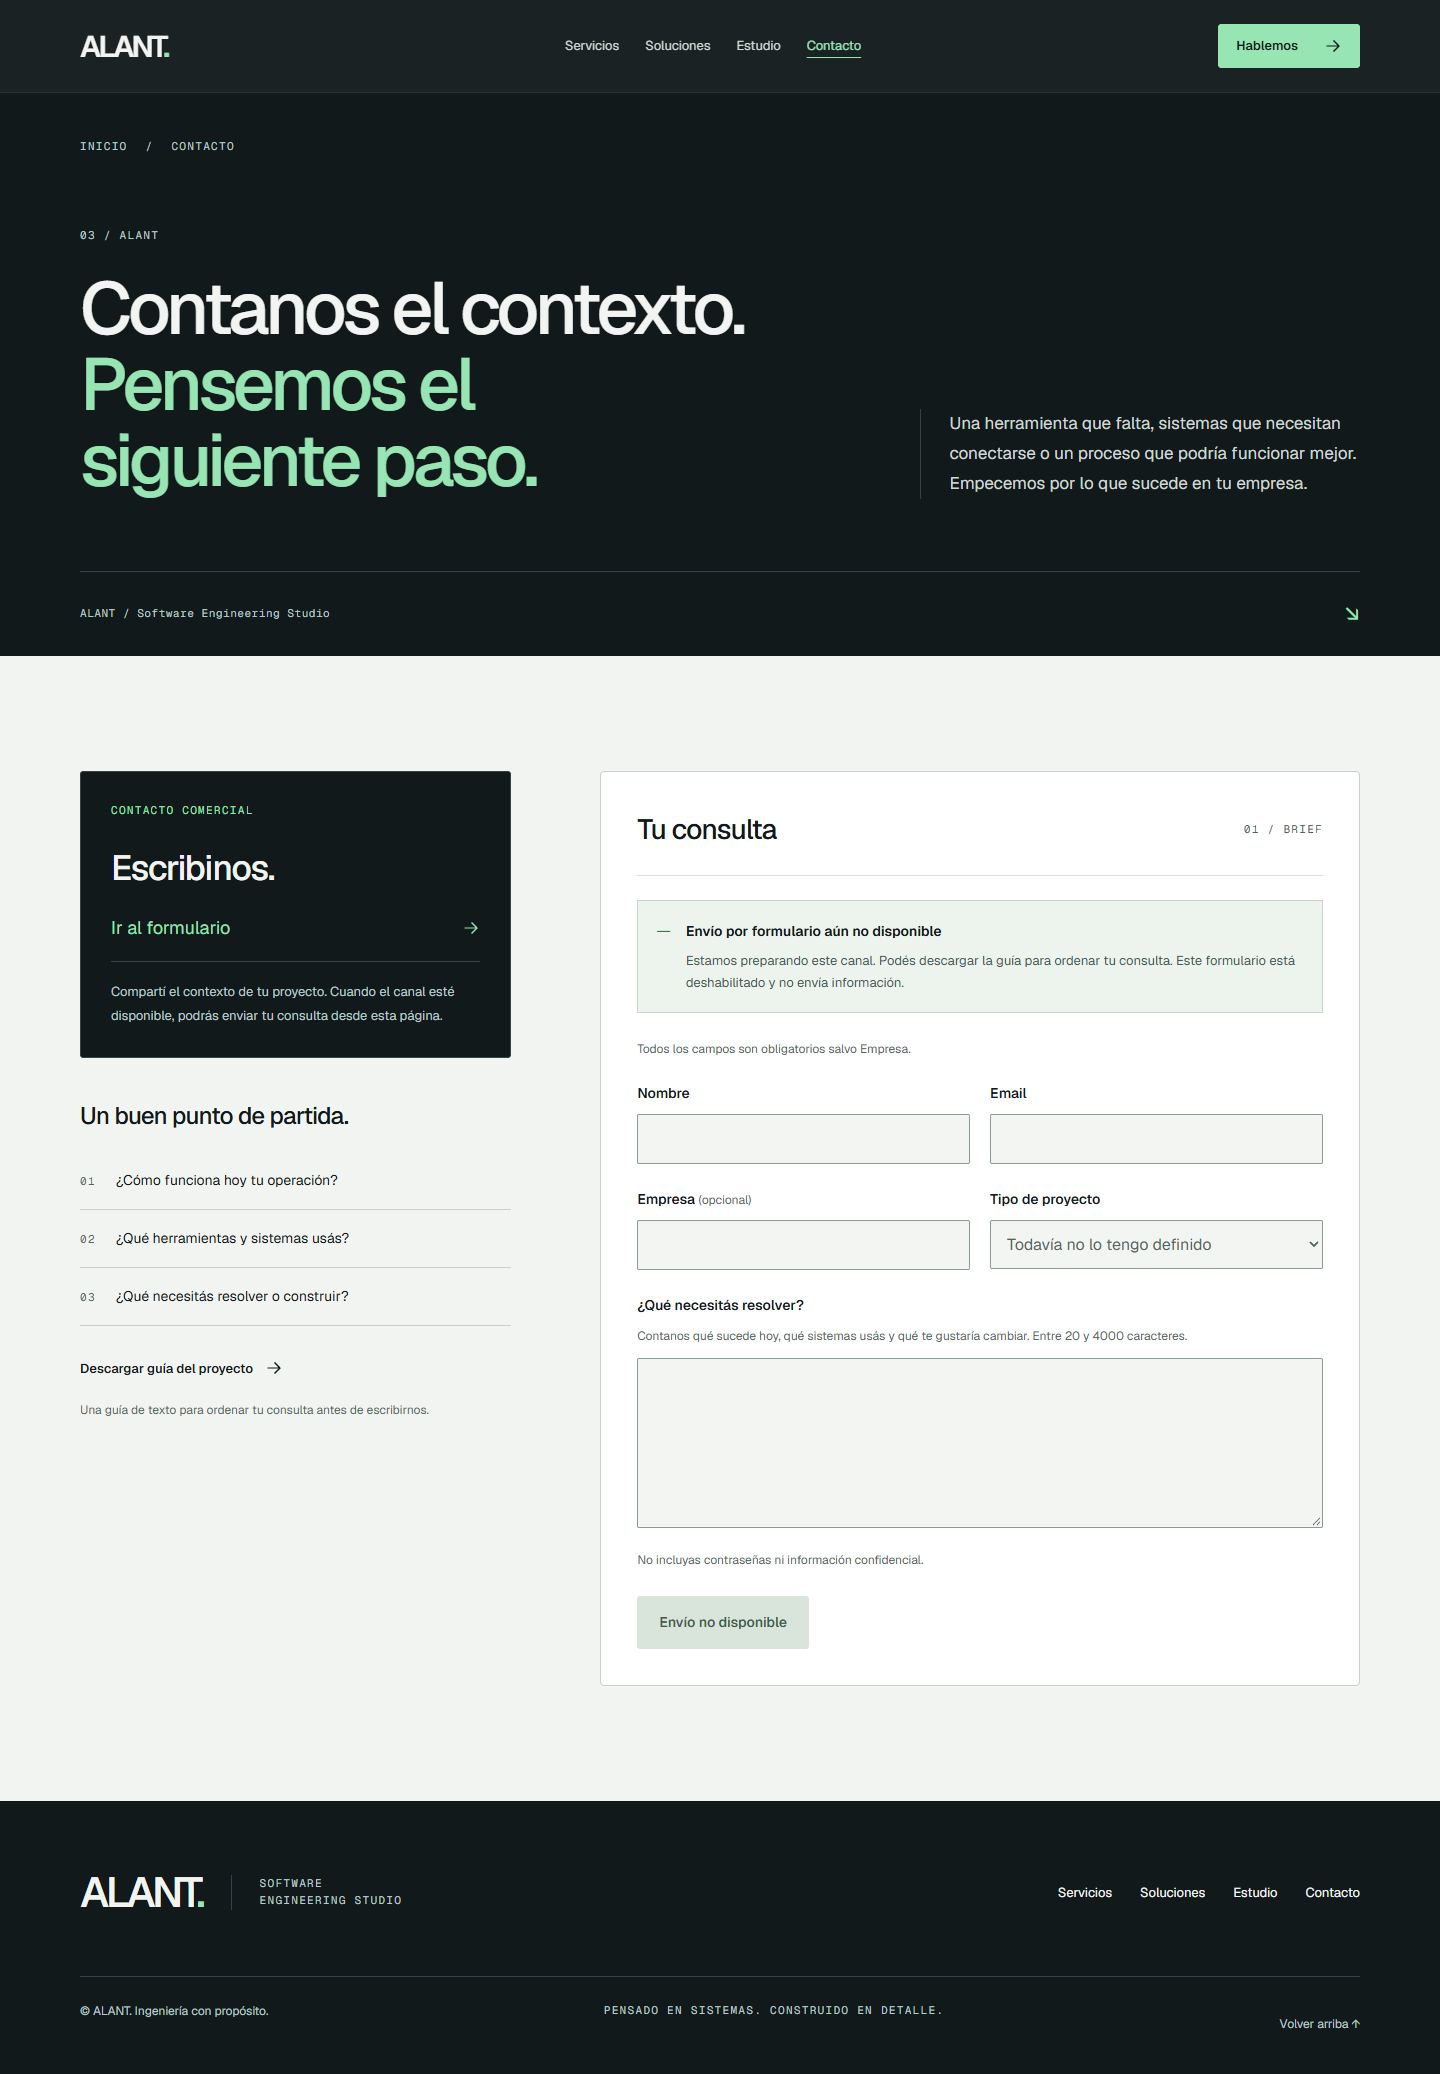 ALANT.
Servicios
Soluciones
Estudio
Contacto
Hablemos →
INICIO / CONTACTO
03 / ALANT
Contanos el contexto.
Pensemos el
siguiente paso.
Una herramienta que falta, sistemas que necesitan
conectarse o un proceso que podría funcionar mejor.
Empecemos por lo que sucede en tu empresa.
ALANT / Software Engineering Studio
CONTACTO COMERCIAL
Escribinos.
Ir al formulario →
Compartí el contexto de tu proyecto. Cuando el canal esté
disponible, podrás enviar tu consulta desde esta página.
Un buen punto de partida.
01 ¿Cómo funciona hoy tu operación?
02 ¿Qué herramientas y sistemas usás?
03 ¿Qué necesitás resolver o construir?
Descargar guía del proyecto →
Una guía de texto para ordenar tu consulta antes de escribirnos.
Tu consulta
01 / BRIEF
— Envío por formulario aún no disponible
Estamos preparando este canal. Podés descargar la guía para ordenar tu consulta. Este formulario está
deshabilitado y no envía información.
Todos los campos son obligatorios salvo Empresa.
Nombre
Email
Empresa (opcional)
Tipo de proyecto
Todavía no lo tengo definido
¿Qué necesitás resolver?
Contanos qué sucede hoy, qué sistemas usás y qué te gustaría cambiar. Entre 20 y 4000 caracteres.
No incluyas contraseñas ni información confidencial.
Envío no disponible
ALANT.
SOFTWARE
ENGINEERING STUDIO
Servicios
Soluciones
Estudio
Contacto
© ALANT. Ingeniería con propósito.
PENSADO EN SISTEMAS. CONSTRUIDO EN DETALLE.
Volver arriba ↑